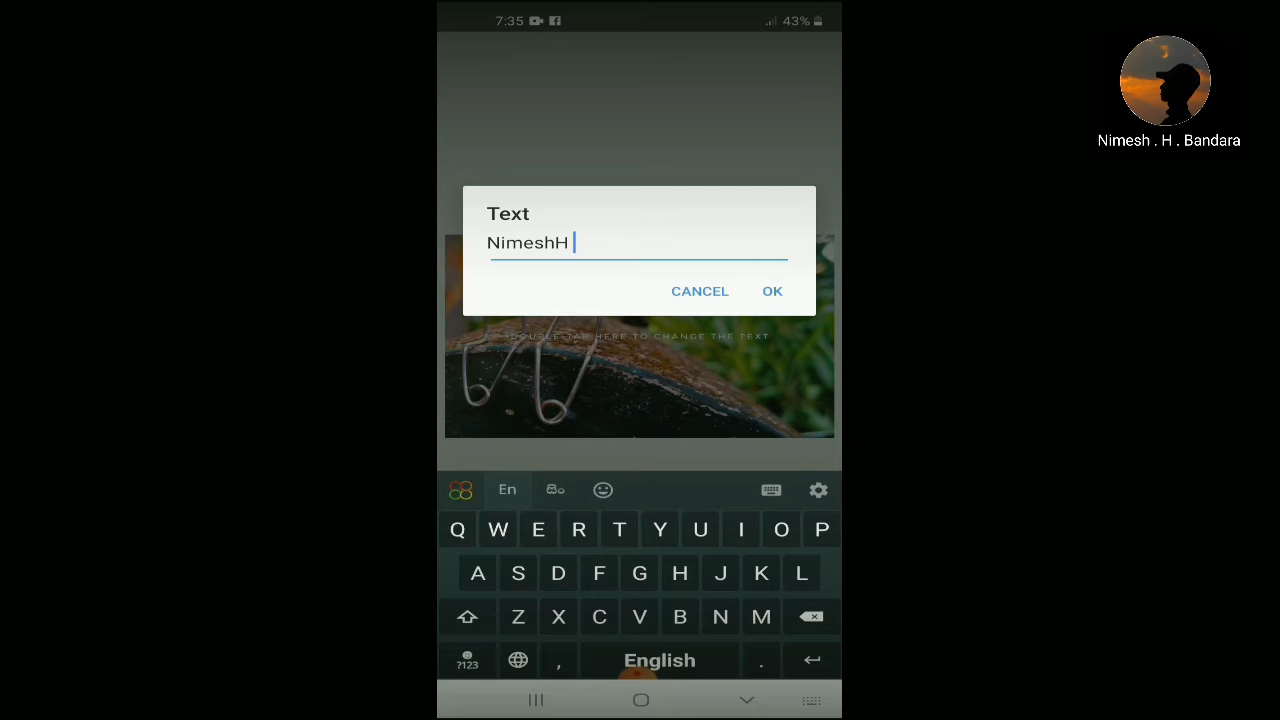 7:35 43%
Nimesh . H . Bandara
Text
NimeshH
CANCEL OK
DOUBLE TAP HERE TO CHANGE THE TEXT
En
Q W E R T Y U I O P
A S D F G H J K L
Z X C V B N M
?123 , English .